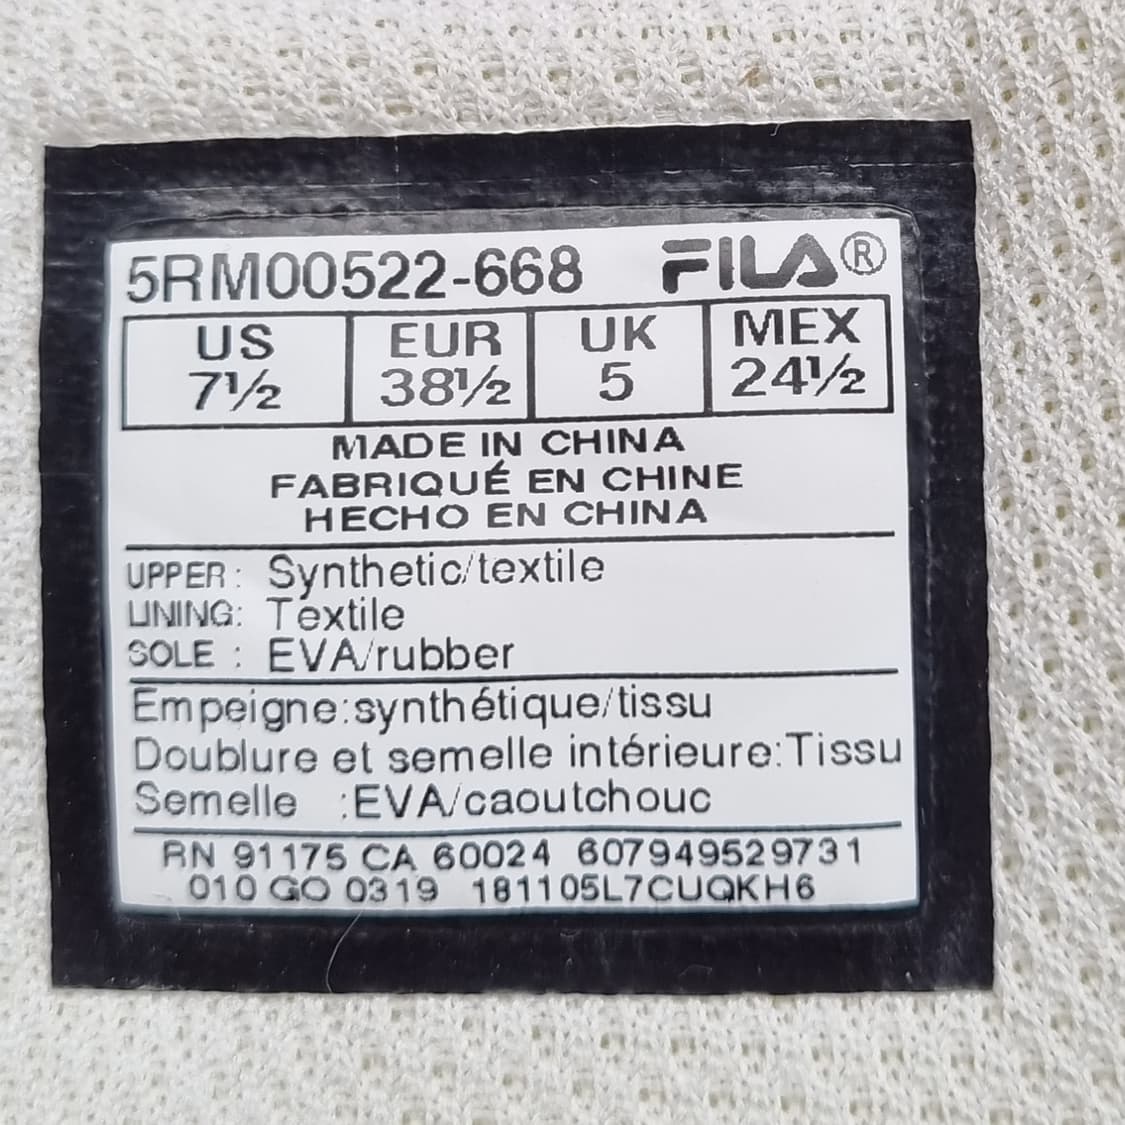 5RM00522-668 FILA®
US EUR UK MEX
7½ 38½ 5 24½
MADE IN CHINA
FABRIQUÉ EN CHINE
HECHO EN CHINA
UPPER: Synthetic/textile
LINING: Textile
SOLE : EVA/rubber
Empeigne:synthétique/tissu
Doublure et semelle intérieure:Tissu
Semelle :EVA/caoutchouc
RN 91175 CA 60024 607949529731
010 GO 0319 181105L7CUQKH6